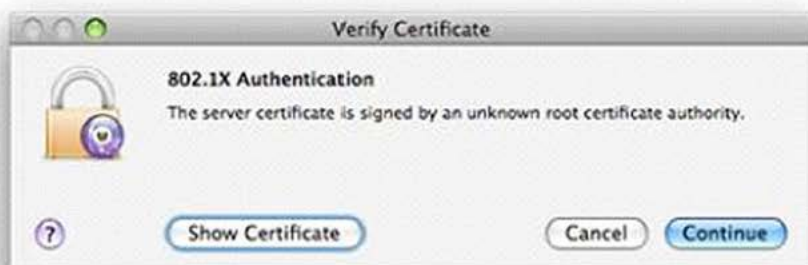 Verify Certificate
802.1X Authentication
The server certificate is signed by an unknown root certificate authority.
?
Show Certificate
Cancel
Continue